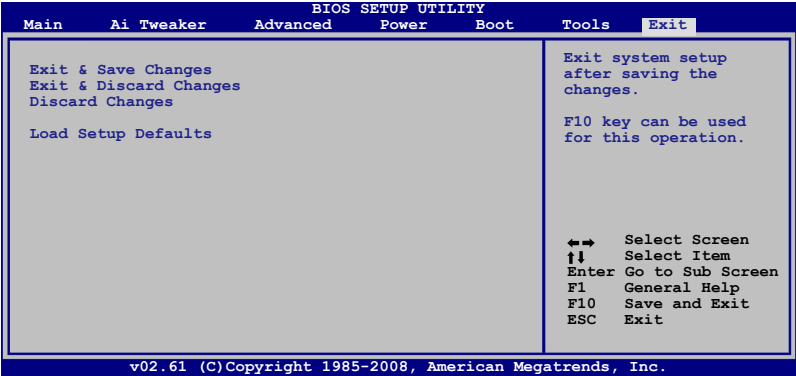 BIOS SETUP UTILITY
Main Ai Tweaker Advanced Power Boot Tools Exit
Exit & Save Changes
Exit & Discard Changes
Discard Changes
Load Setup Defaults
Exit system setup
after saving the
changes.
F10 key can be used
for this operation.
←→ Select Screen
↑↓ Select Item
Enter Go to Sub Screen
F1 General Help
F10 Save and Exit
ESC Exit
v02.61 (C)Copyright 1985-2008, American Megatrends, Inc.